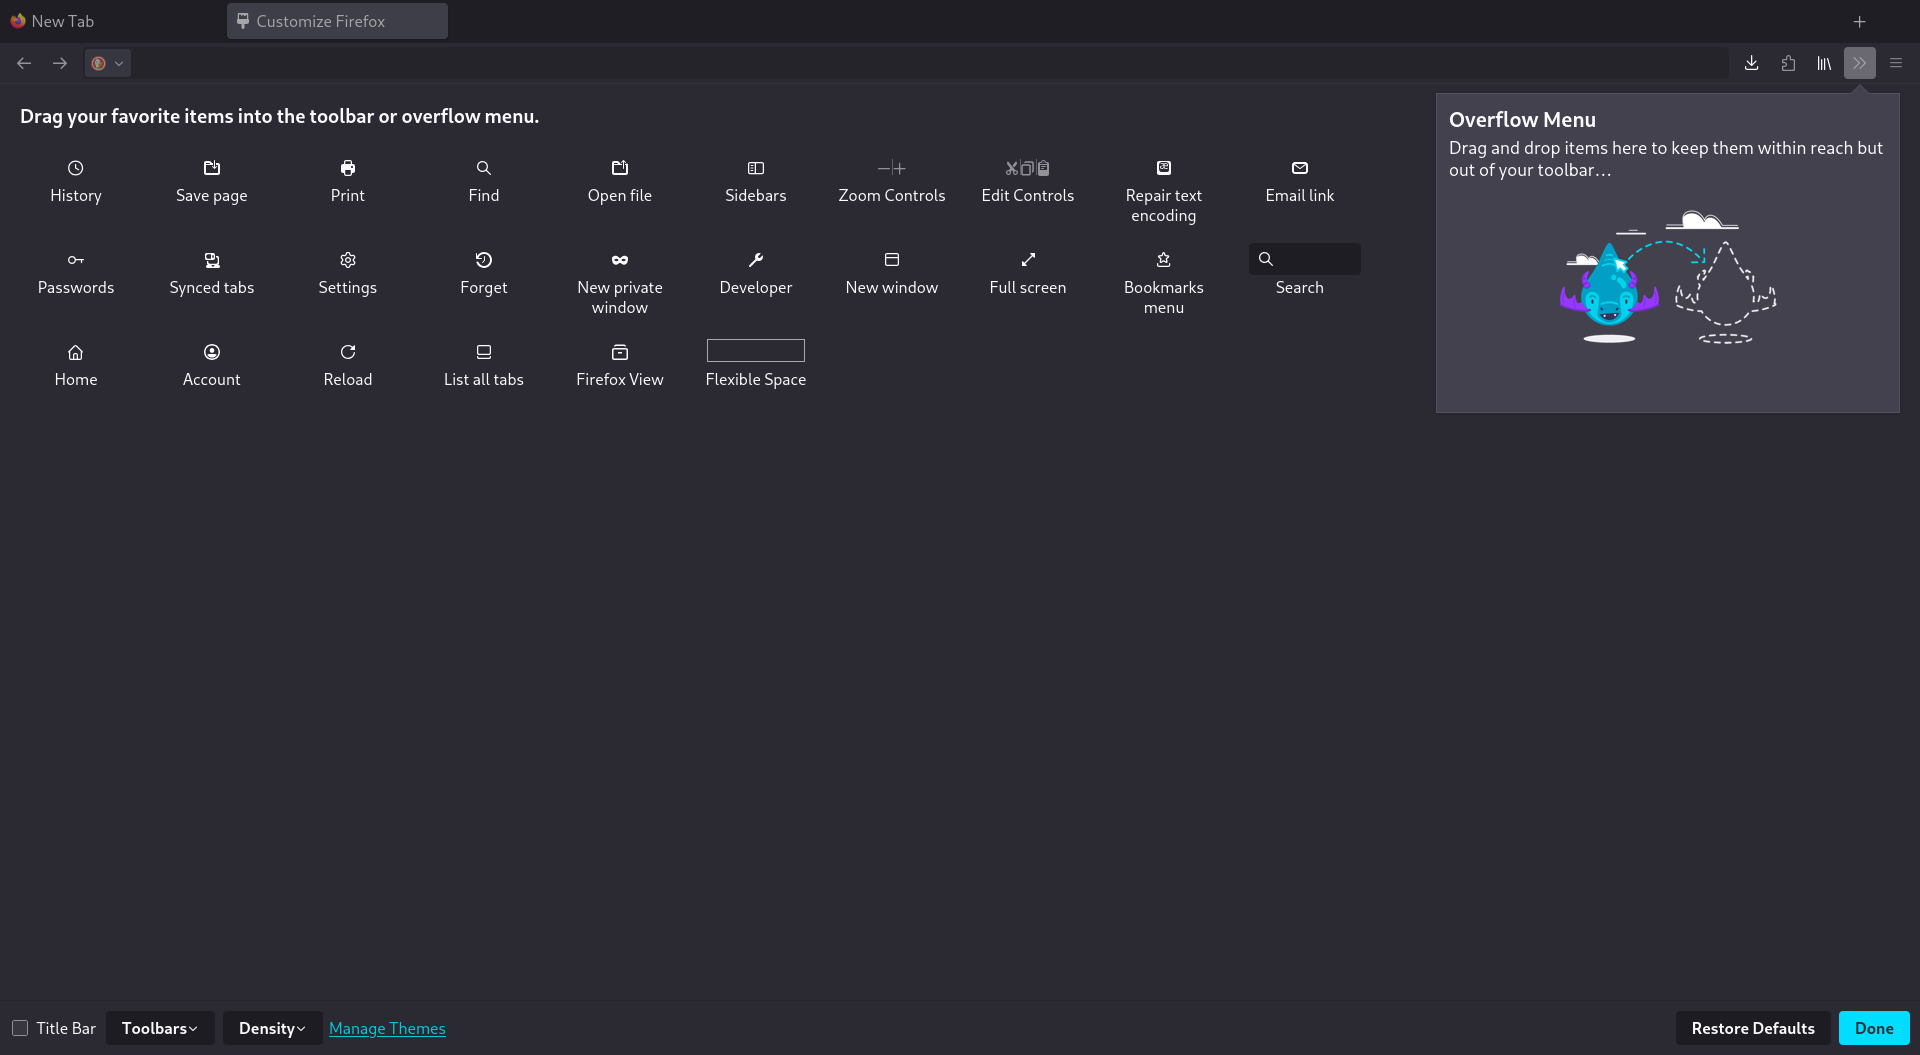 New Tab
Customize Firefox
Drag your favorite items into the toolbar or overflow menu.
History
Save page
Print
Find
Open file
Sidebars
Zoom Controls
Edit Controls
Repair text
encoding
Email link
Passwords
Synced tabs
Settings
Forget
New private
window
Developer
New window
Full screen
Bookmarks
menu
Search
Home
Account
Reload
List all tabs
Firefox View
Flexible Space
Overflow Menu
Drag and drop items here to keep them within reach but
out of your toolbar…
Title Bar
Toolbars
Density
Manage Themes
Restore Defaults
Done